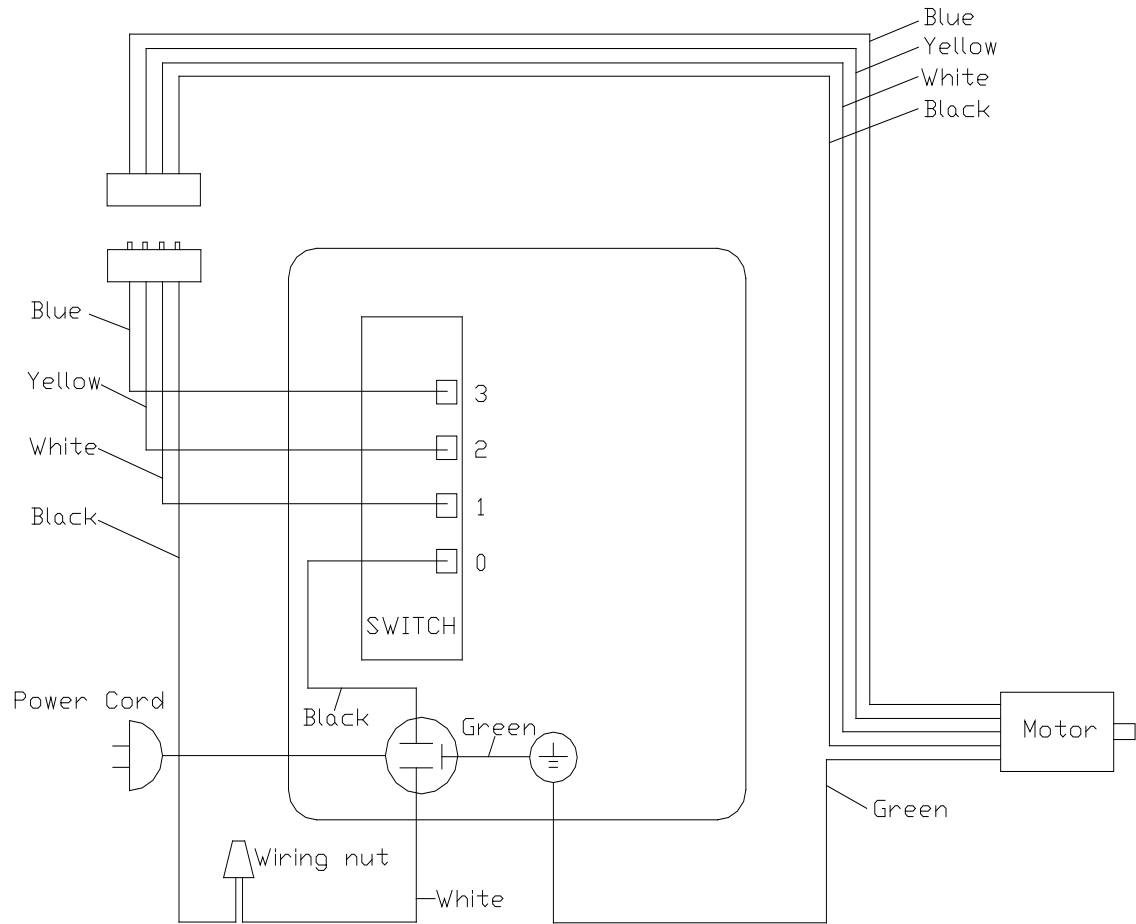 Blue
Yellow
White
Black
Blue
Yellow
White
Black
3
2
1
0
SWITCH
Power Cord
Black
Green
Motor
Green
Wiring nut
White